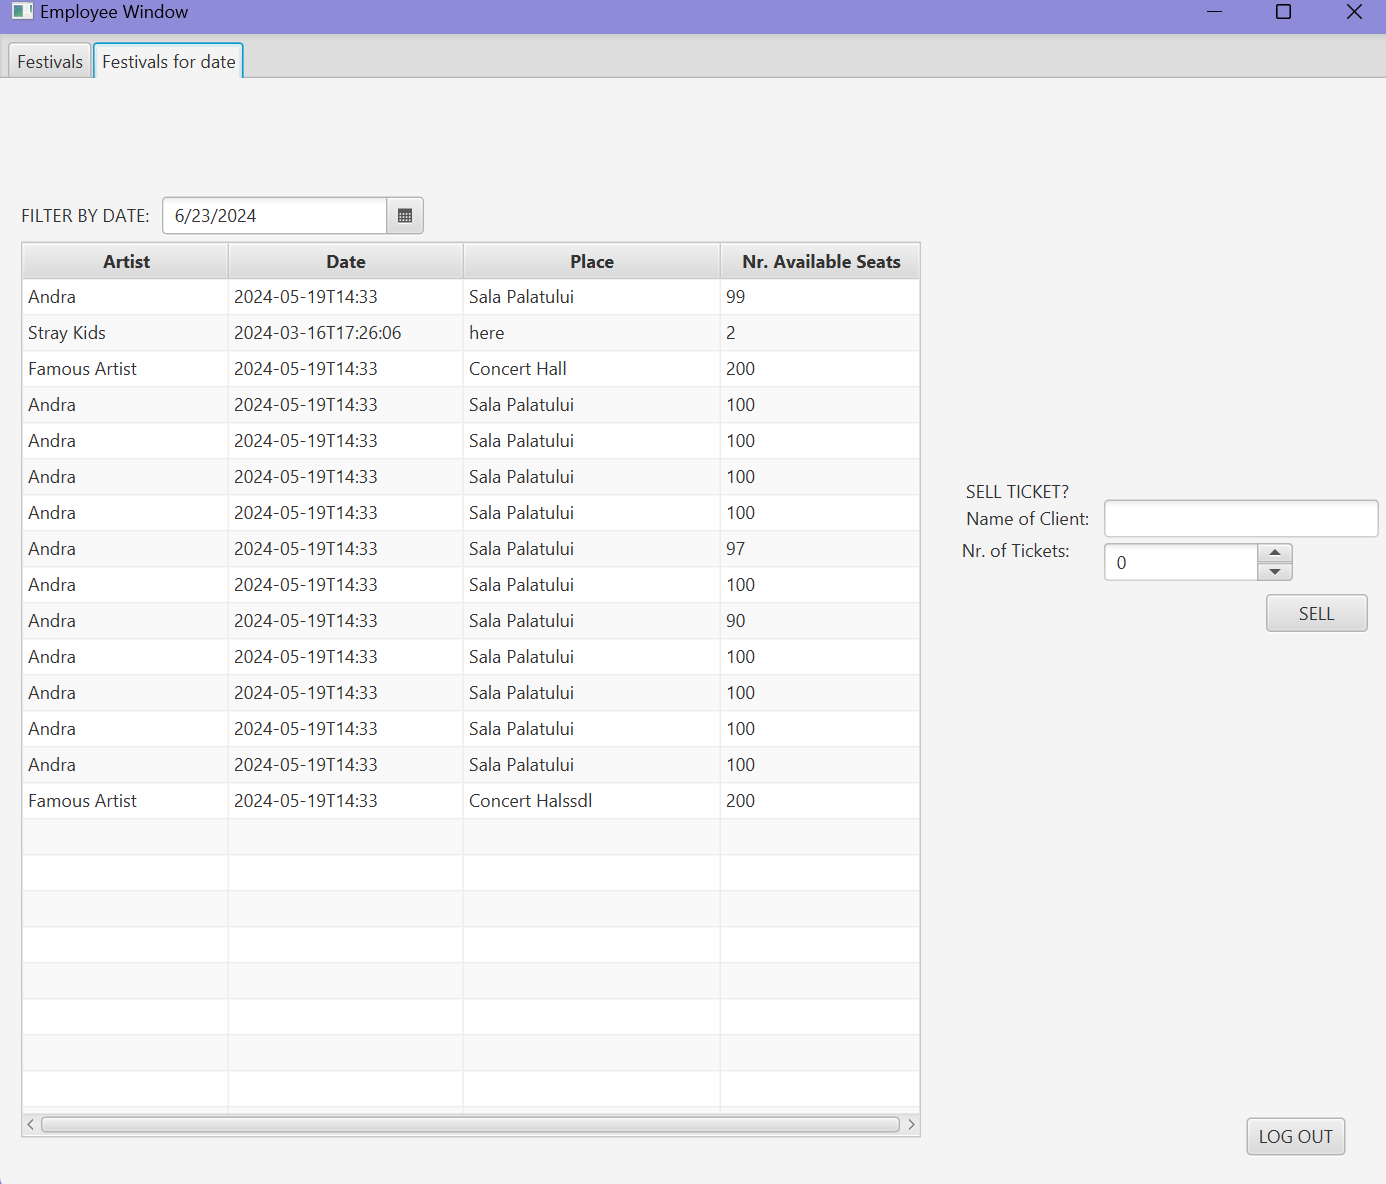 Employee Window
Festivals Festivals for date
FILTER BY DATE: 6/23/2024
Artist Date Place Nr. Available Seats
Andra 2024-05-19T14:33 Sala Palatului 99
Stray Kids 2024-03-16T17:26:06 here 2
Famous Artist 2024-05-19T14:33 Concert Hall 200
Andra 2024-05-19T14:33 Sala Palatului 100
Andra 2024-05-19T14:33 Sala Palatului 100
Andra 2024-05-19T14:33 Sala Palatului 100
Andra 2024-05-19T14:33 Sala Palatului 100
Andra 2024-05-19T14:33 Sala Palatului 97
Andra 2024-05-19T14:33 Sala Palatului 100
Andra 2024-05-19T14:33 Sala Palatului 90
Andra 2024-05-19T14:33 Sala Palatului 100
Andra 2024-05-19T14:33 Sala Palatului 100
Andra 2024-05-19T14:33 Sala Palatului 100
Andra 2024-05-19T14:33 Sala Palatului 100
Famous Artist 2024-05-19T14:33 Concert Halssdl 200
SELL TICKET?
Name of Client:
Nr. of Tickets: 0
SELL
LOG OUT